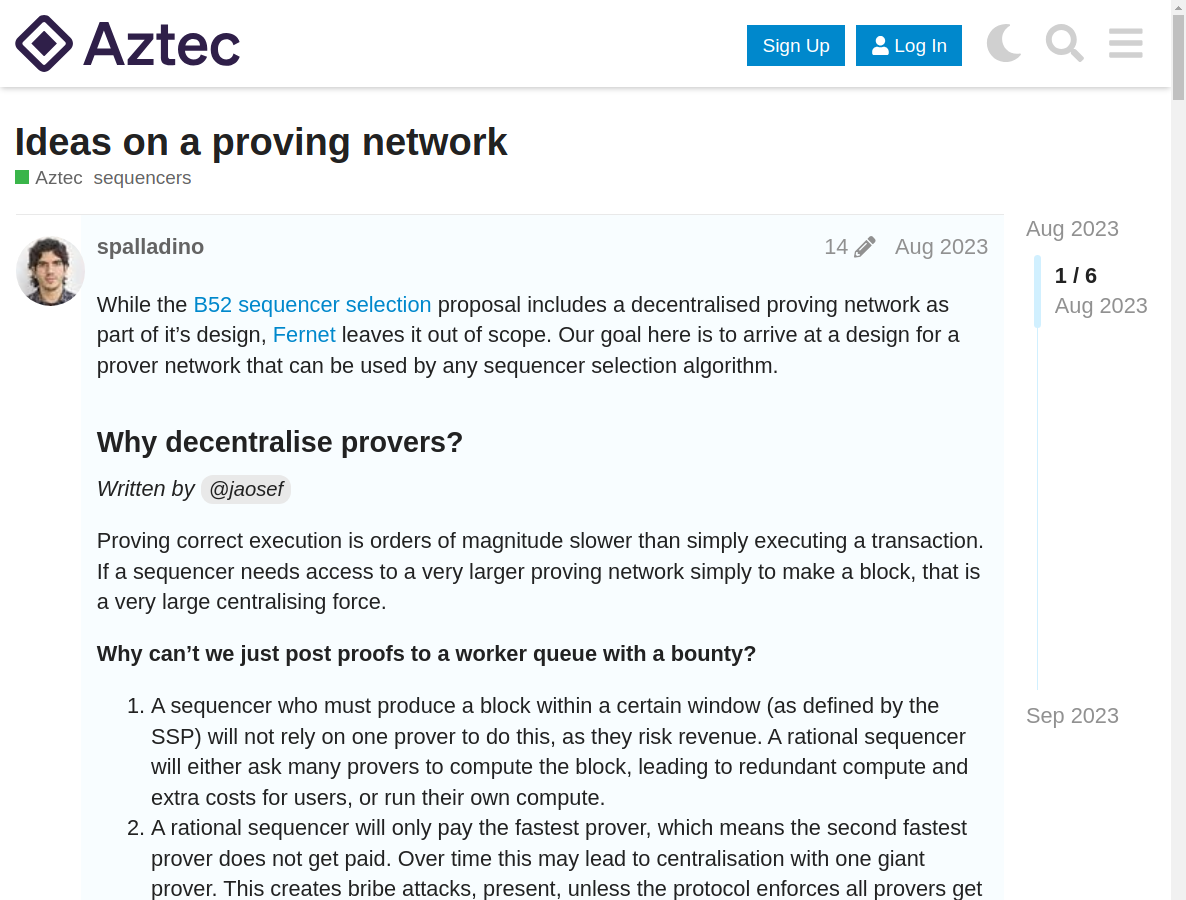 Aztec
Sign Up
Log In
Ideas on a proving network
Aztec sequencers
spalladino
14
Aug 2023
Aug 2023
1 / 6
Aug 2023
Sep 2023
While the B52 sequencer selection proposal includes a decentralised proving network as
part of it’s design, Fernet leaves it out of scope. Our goal here is to arrive at a design for a
prover network that can be used by any sequencer selection algorithm.
Why decentralise provers?
Written by @jaosef
Proving correct execution is orders of magnitude slower than simply executing a transaction.
If a sequencer needs access to a very larger proving network simply to make a block, that is
a very large centralising force.
Why can’t we just post proofs to a worker queue with a bounty?
1. A sequencer who must produce a block within a certain window (as defined by the
SSP) will not rely on one prover to do this, as they risk revenue. A rational sequencer
will either ask many provers to compute the block, leading to redundant compute and
extra costs for users, or run their own compute.
2. A rational sequencer will only pay the fastest prover, which means the second fastest
prover does not get paid. Over time this may lead to centralisation with one giant
prover. This creates bribe attacks, present, unless the protocol enforces all provers get